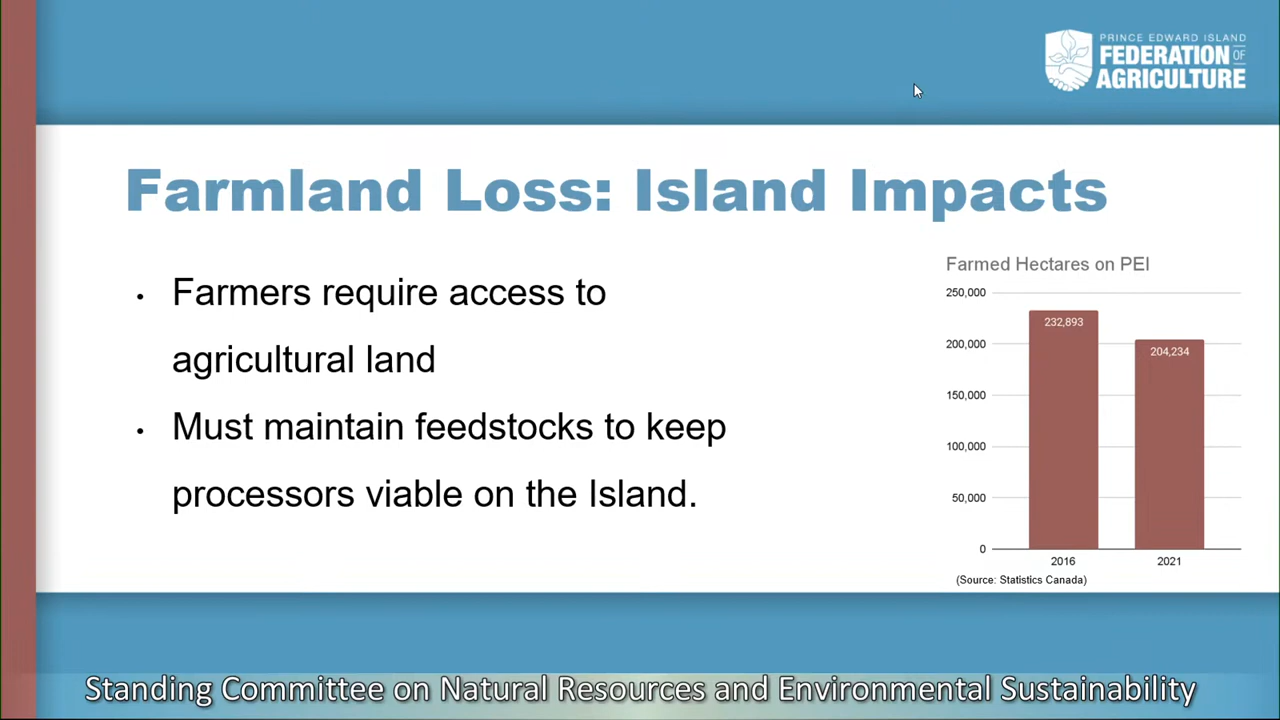 PRINCE EDWARD ISLAND
FEDERATION OF
AGRICULTURE
Farmland Loss: Island Impacts
• Farmers require access to
agricultural land
• Must maintain feedstocks to keep
processors viable on the Island.
Farmed Hectares on PEI
250,000
200,000
150,000
100,000
50,000
0
232,893
204,234
2016
2021
(Source: Statistics Canada)
Standing Committee on Natural Resources and Environmental Sustainability